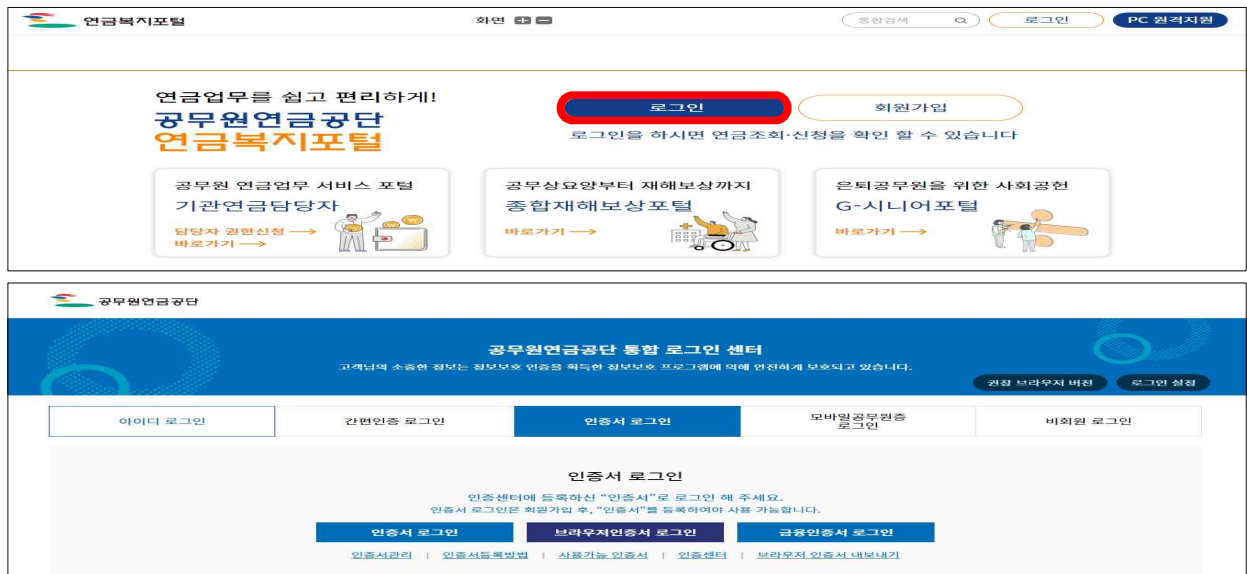 연금복지포털
화면
통합검색
로그인
PC 원격지원
연금업무를 쉽고 편리하게!
공무원연금공단
연금복지포털
로그인
회원가입
로그인을 하시면 연금조회·신청을 확인 할 수 있습니다
공무원 연금업무 서비스 포털
기관연금담당자
담당자 권한신청
바로가기
공무상요양부터 재해보상까지
종합재해보상포털
바로가기
은퇴공무원을 위한 사회공헌
G-시니어포털
바로가기
공무원연금공단
공무원연금공단 통합 로그인 센터
고객님의 소중한 정보는 정보보호 인증을 획득한 정보보호 프로그램에 의해 안전하게 보호되고 있습니다.
권장 브라우저 버전
로그인 설정
아이디 로그인
간편인증 로그인
인증서 로그인
모바일공무원증
로그인
비회원 로그인
인증서 로그인
인증센터에 등록하신 “인증서”로 로그인 해 주세요.
인증서 로그인은 회원가입 후, “인증서”를 등록하여야 사용 가능합니다.
인증서 로그인
브라우저인증서 로그인
금융인증서 로그인
인증서관리 | 인증서등록방법 | 사용가능 인증서 | 인증센터 | 브라우저 인증서 내보내기